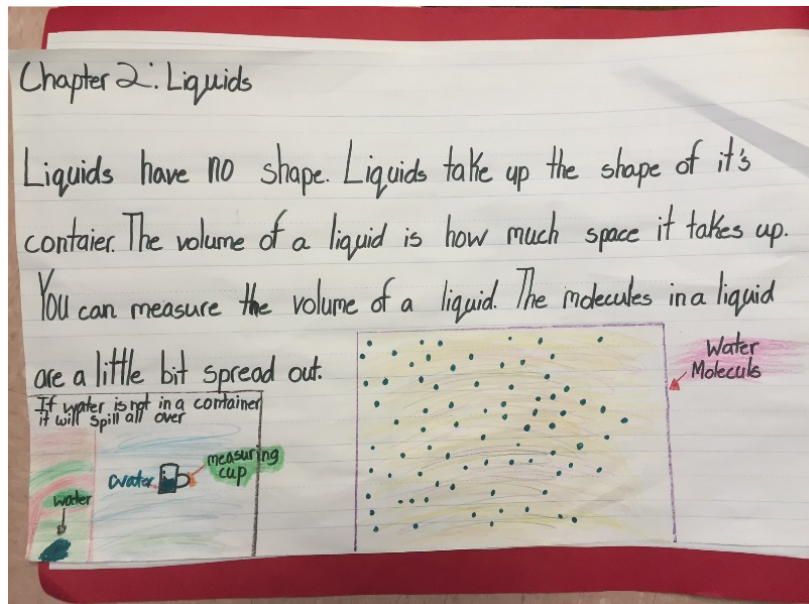 Chapter 2: Liquids
Liquids have no shape. Liquids take up the shape of it's
contaier. The volume of a liquid is how much space it takes up.
You can measure the volume of a liquid. The molecules in a liquid
are a little bit spread out.
If water is not in a container
it will spill all over
water
water
measuring
cup
Water
Moleculs